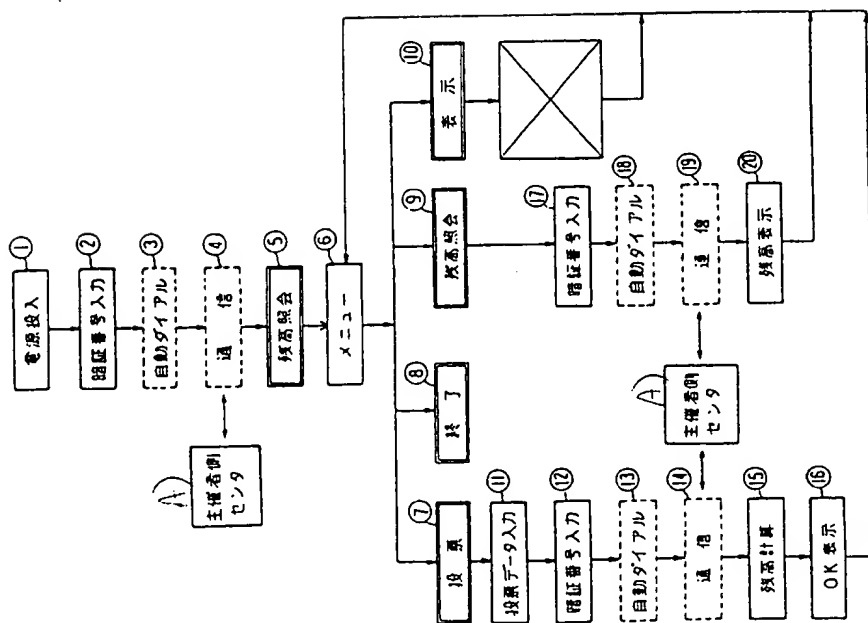 ①
電源投入
②
暗証番号入力
③
自動ダイアル
④
通信
A
主催者側
センタ
⑤
残高照会
⑥
メニュー
⑦
投票
⑧
終了
⑨
残高照会
⑩
表示
⑪
投票データ入力
⑫
暗証番号入力
⑬
自動ダイアル
⑭
通信
A
主催者側
センタ
⑮
残高計算
⑯
OK表示
⑰
暗証番号入力
⑱
自動ダイアル
⑲
通信
⑳
残高表示